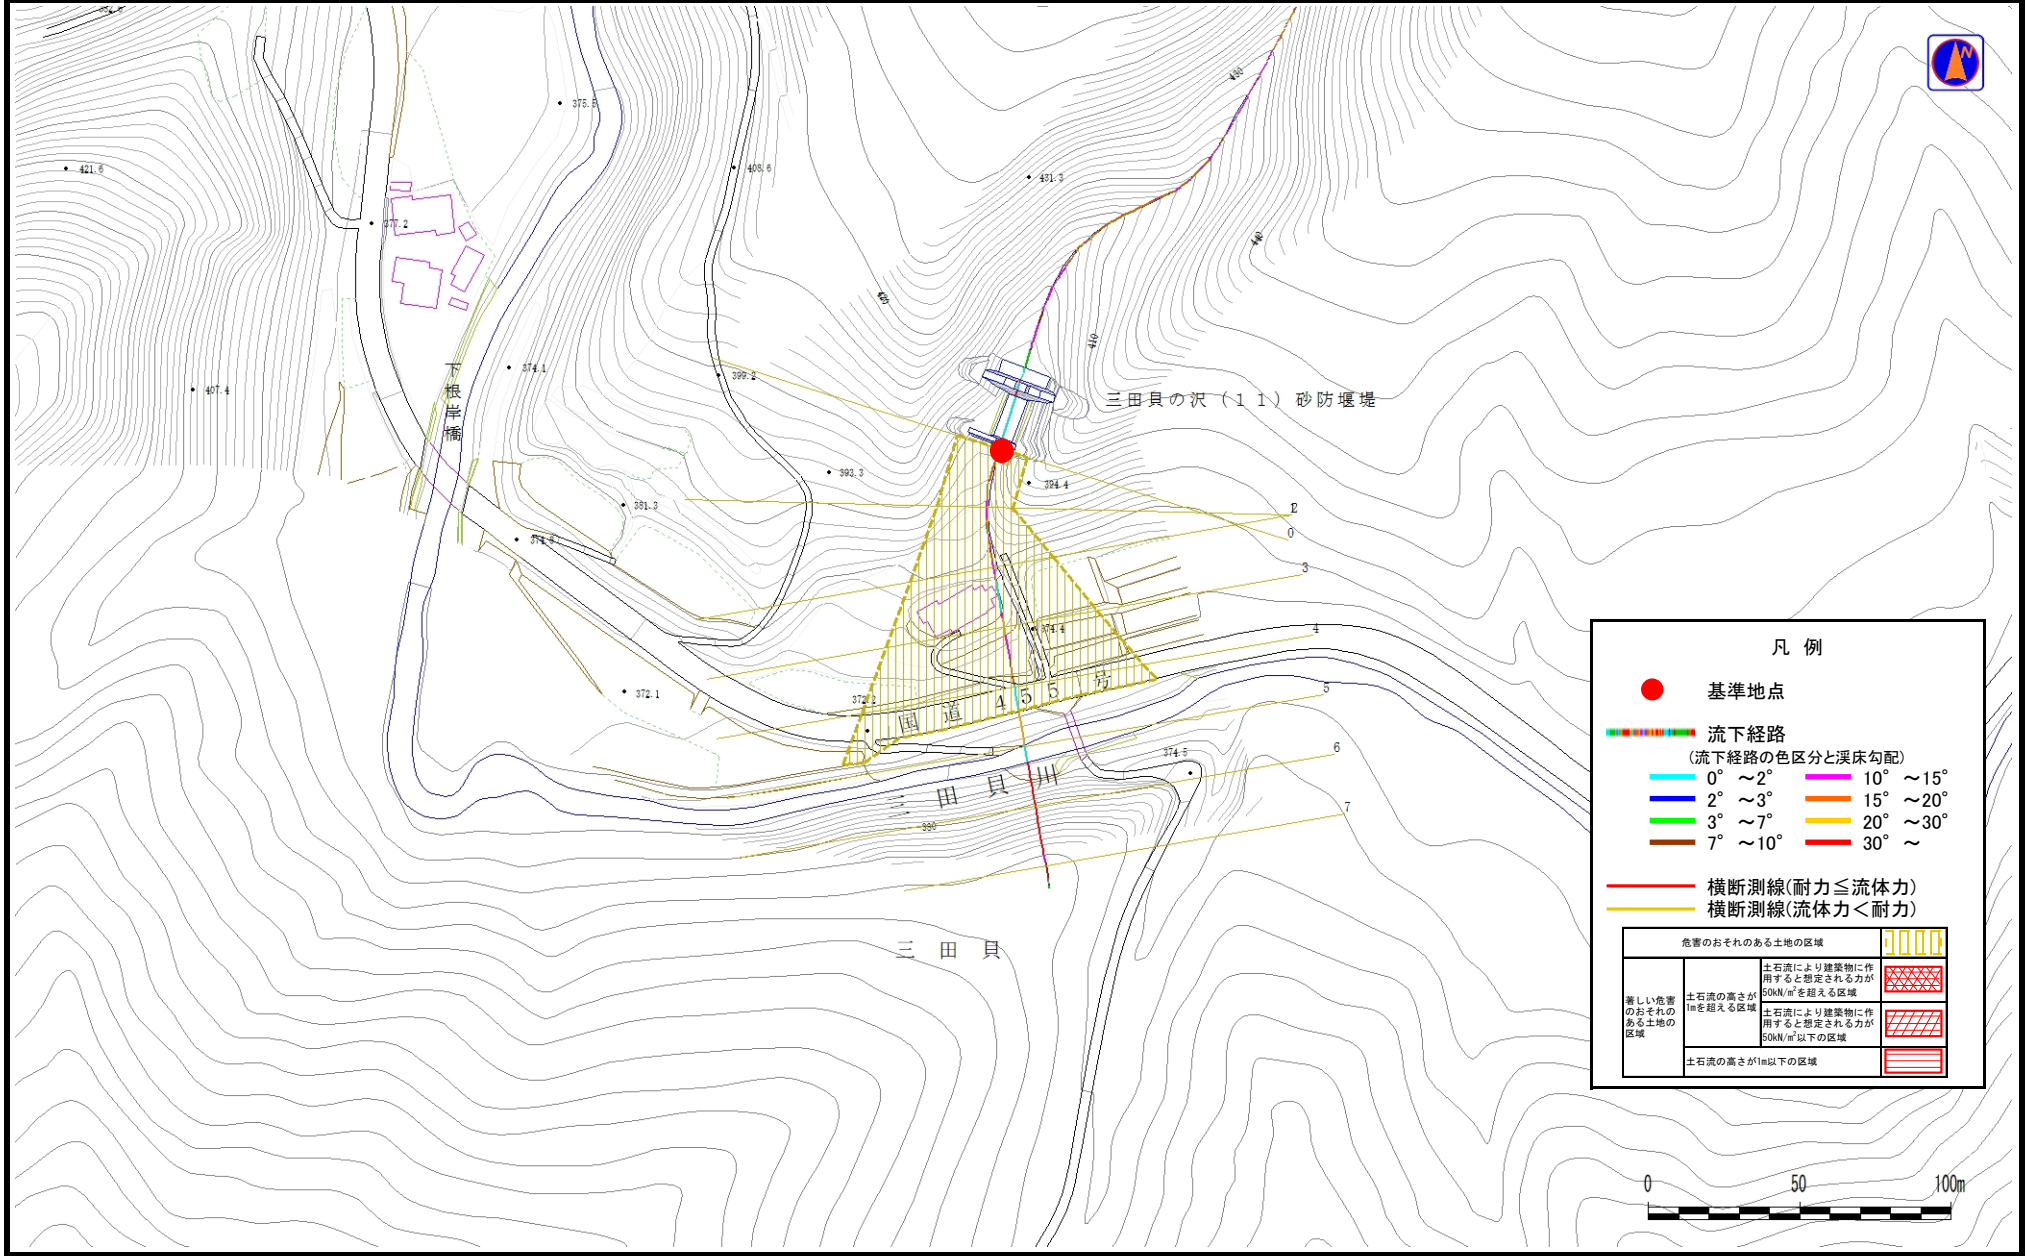 N
375.5
421.6
408.6
431.3
377.2
430
440
420
410
374.1
399.2
407.4
下根岸橋
三田貝の沢（１１）砂防堰堤
393.3
394.4
381.3
374.9
2
0
3
374.4
4
372.1
372.2
国道455号
5
374.5
6
三田貝川
7
390
三田貝
凡 例
基準地点
流下経路
(流下経路の色区分と渓床勾配)
0°～2° 10°～15°
2°～3° 15°～20°
3°～7° 20°～30°
7°～10° 30°～
横断測線(耐力≦流体力)
横断測線(流体力＜耐力)
危害のおそれのある土地の区域
著しい危害
のおそれの
ある土地の
区域
土石流の高さが
1mを超える区域
土石流により建築物に作
用すると想定される力が
50kN/m²を超える区域
土石流により建築物に作
用すると想定される力が
50kN/m²以下の区域
土石流の高さが1m以下の区域
0 50 100m